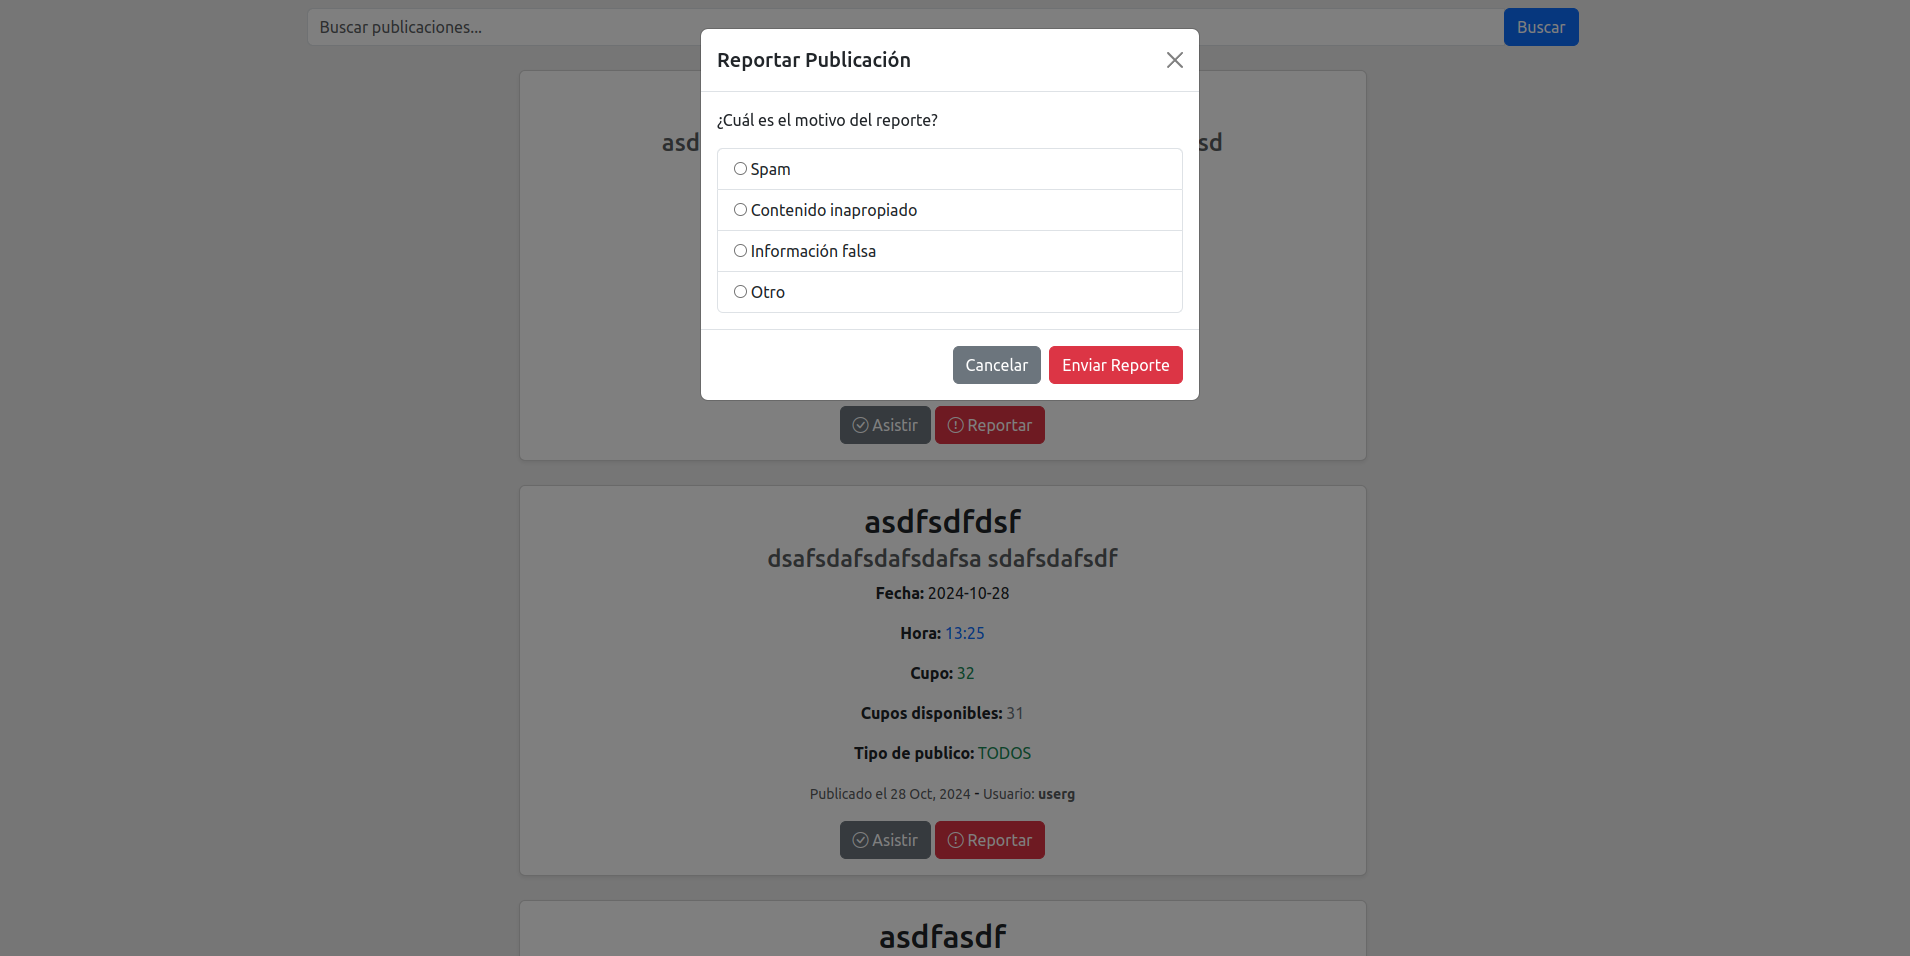 Buscar publicaciones...
Buscar
Reportar Publicación
¿Cuál es el motivo del reporte?
Spam
Contenido inapropiado
Información falsa
Otro
Cancelar
Enviar Reporte
Asistir
Reportar
asdfsdfdsf
dsafsdafsdafsdafsa sdafsdafsdf
Fecha: 2024-10-28
Hora: 13:25
Cupo: 32
Cupos disponibles: 31
Tipo de publico: TODOS
Publicado el 28 Oct, 2024 - Usuario: userg
Asistir
Reportar
asdfasdf